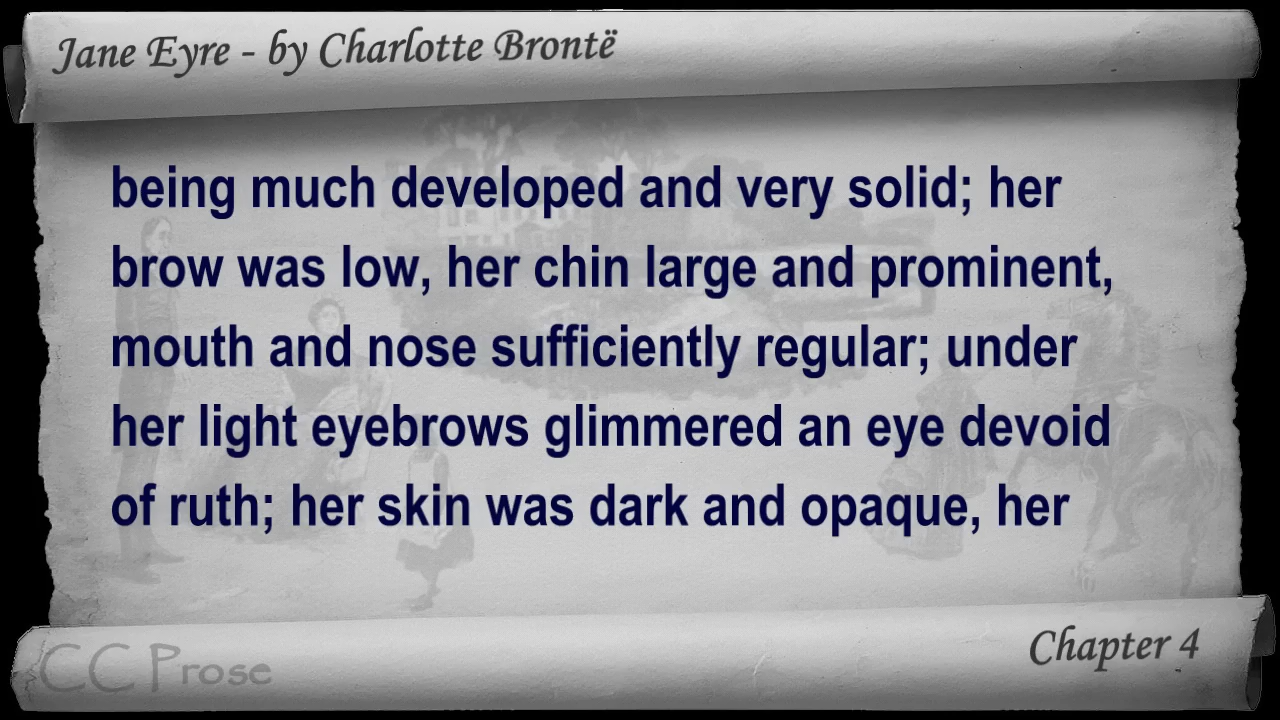 Jane Eyre - by Charlotte Brontë
being much developed and very solid; her
brow was low, her chin large and prominent,
mouth and nose sufficiently regular; under
her light eyebrows glimmered an eye devoid
of ruth; her skin was dark and opaque, her
Chapter 4
CC Prose